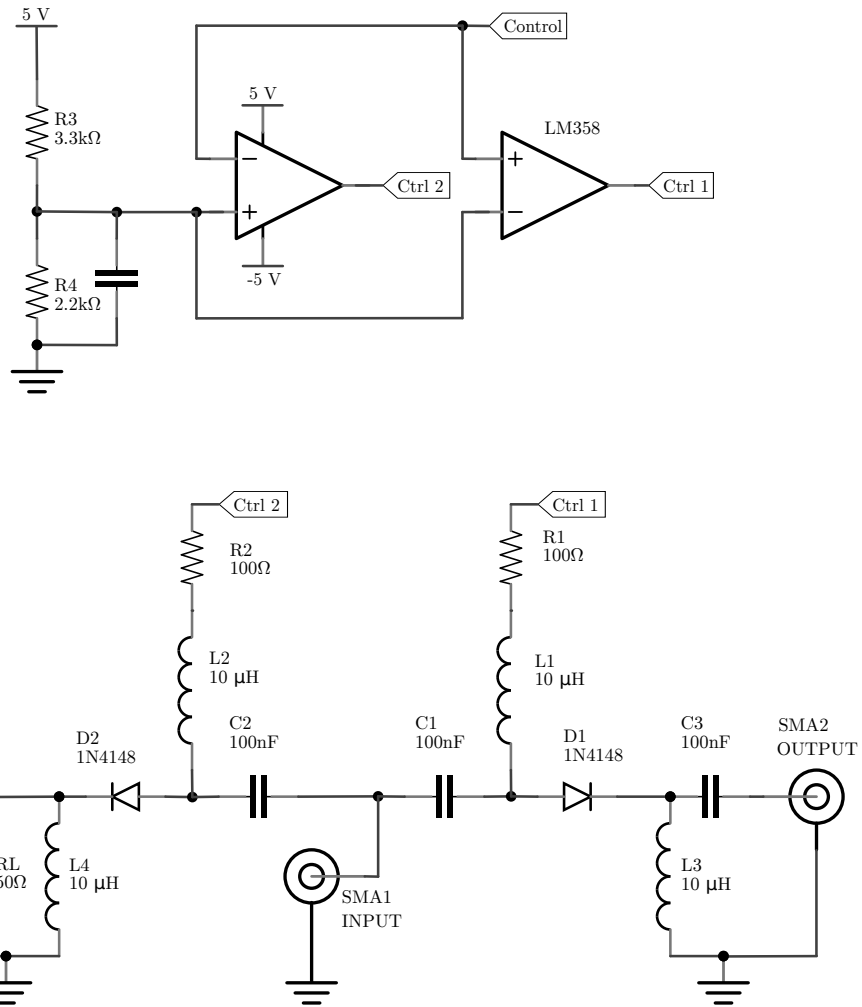 5 V
Control
R3
3.3kΩ
5 V
LM358
−
+
Ctrl 2
Ctrl 1
+
−
-5 V
R4
2.2kΩ
Ctrl 2
Ctrl 1
R2
100Ω
R1
100Ω
L2
10 µH
L1
10 µH
D2
1N4148
C2
100nF
C1
100nF
D1
1N4148
C3
100nF
SMA2
OUTPUT
RL
50Ω
L4
10 µH
SMA1
INPUT
L3
10 µH